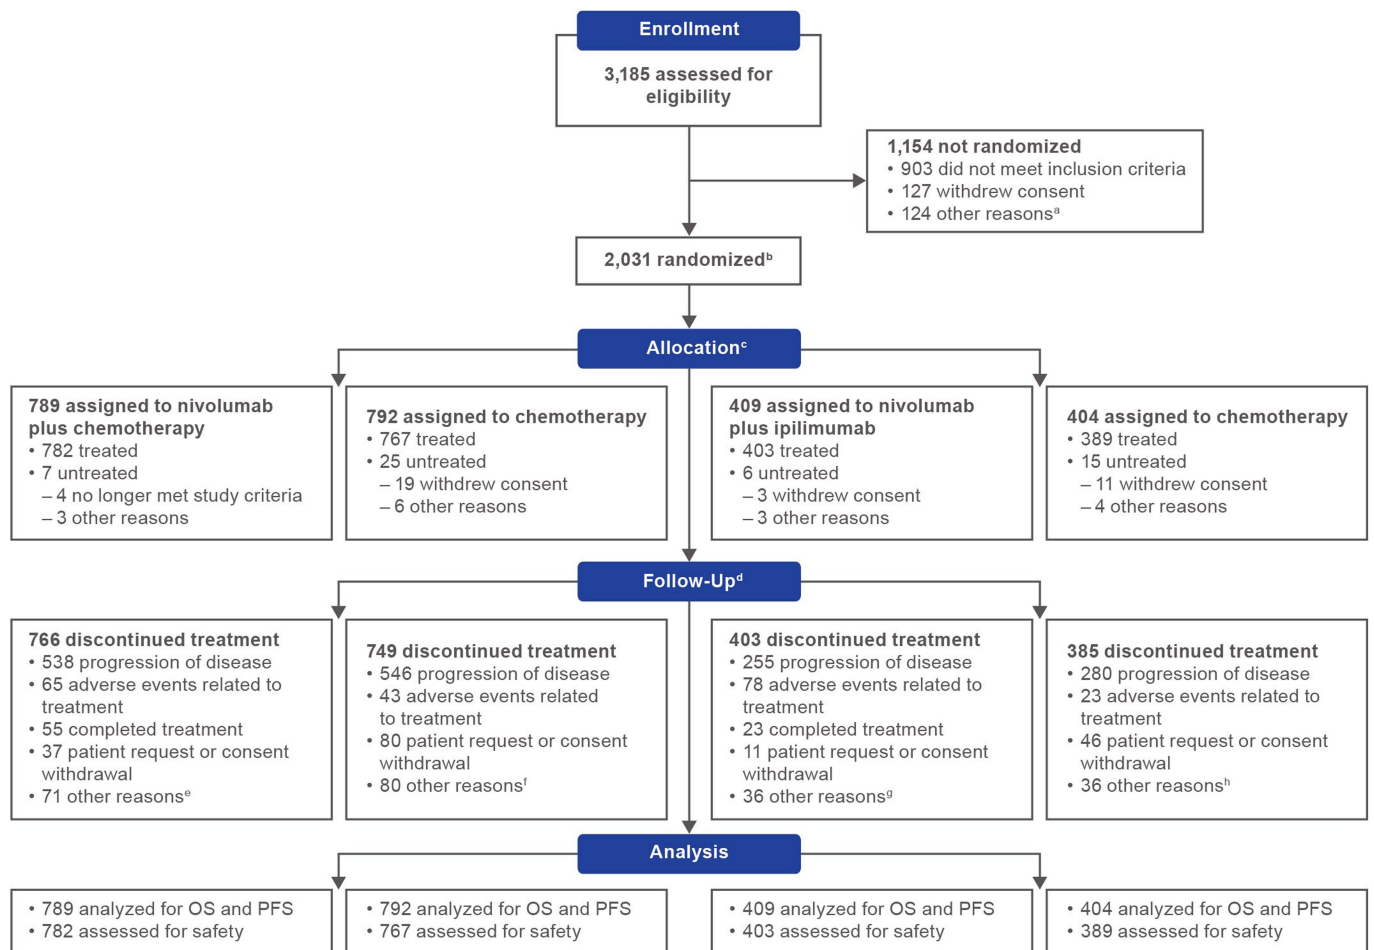 Enrollment
3,185 assessed for
eligibility
1,154 not randomized
• 903 did not meet inclusion criteria
• 127 withdrew consent
• 124 other reasonsᵃ
2,031 randomizedᵇ
Allocationᶜ
789 assigned to nivolumab
plus chemotherapy
• 782 treated
• 7 untreated
– 4 no longer met study criteria
– 3 other reasons
792 assigned to chemotherapy
• 767 treated
• 25 untreated
– 19 withdrew consent
– 6 other reasons
409 assigned to nivolumab
plus ipilimumab
• 403 treated
• 6 untreated
– 3 withdrew consent
– 3 other reasons
404 assigned to chemotherapy
• 389 treated
• 15 untreated
– 11 withdrew consent
– 4 other reasons
Follow-Upᵈ
766 discontinued treatment
• 538 progression of disease
• 65 adverse events related to
treatment
• 55 completed treatment
• 37 patient request or consent
withdrawal
• 71 other reasonsᵉ
749 discontinued treatment
• 546 progression of disease
• 43 adverse events related
to treatment
• 80 patient request or consent
withdrawal
• 80 other reasonsᶠ
403 discontinued treatment
• 255 progression of disease
• 78 adverse events related to
treatment
• 23 completed treatment
• 11 patient request or consent
withdrawal
• 36 other reasonsᵍ
385 discontinued treatment
• 280 progression of disease
• 23 adverse events related to
treatment
• 46 patient request or consent
withdrawal
• 36 other reasonsʰ
Analysis
• 789 analyzed for OS and PFS
• 782 assessed for safety
• 792 analyzed for OS and PFS
• 767 assessed for safety
• 409 analyzed for OS and PFS
• 403 assessed for safety
• 404 analyzed for OS and PFS
• 389 assessed for safety